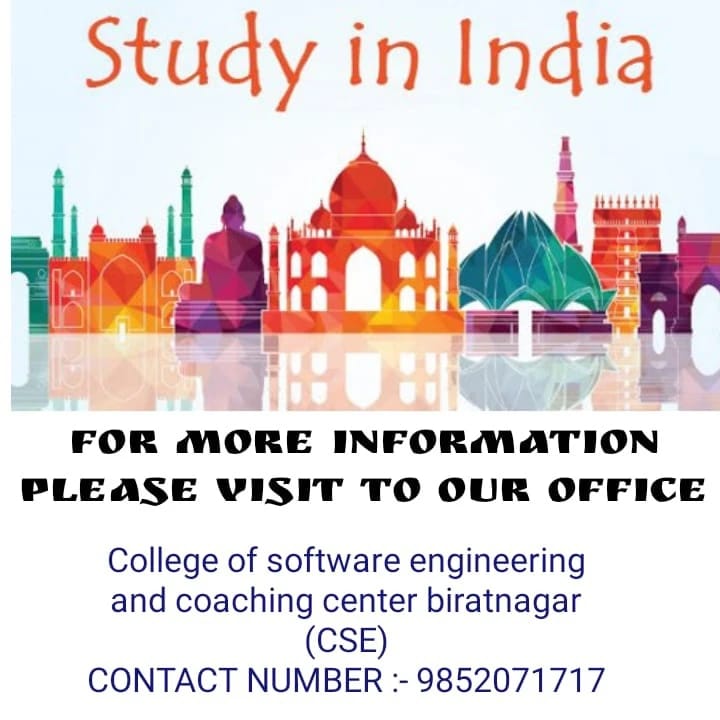 Study in India
FOR MORE INFORMATION
PLEASE VISIT TO OUR OFFICE
College of software engineering
and coaching center biratnagar
(CSE)
CONTACT NUMBER :- 9852071717